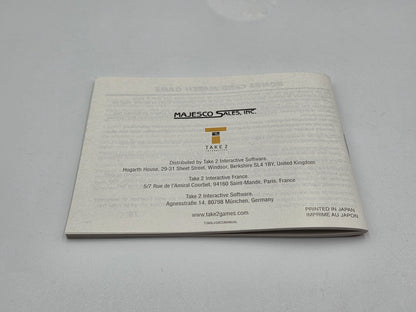 MAJESCO SALES, INC.
TAKE 2
INTERACTIVE
Distributed by Take 2 Interactive Software.
Hogarth House, 29-31 Sheet Street, Windsor, Berkshire SL4 1BY, United Kingdom
Take 2 Interactive France.
5/7 Rue de l'Amiral Courbet, 94160 Saint-Mande, Paris, France
Take 2 Interactive Software.
Agnesstraße 14, 80798 München, Germany
www.take2games.com
PRINTED IN JAPAN
IMPRIMÉ AU JAPON